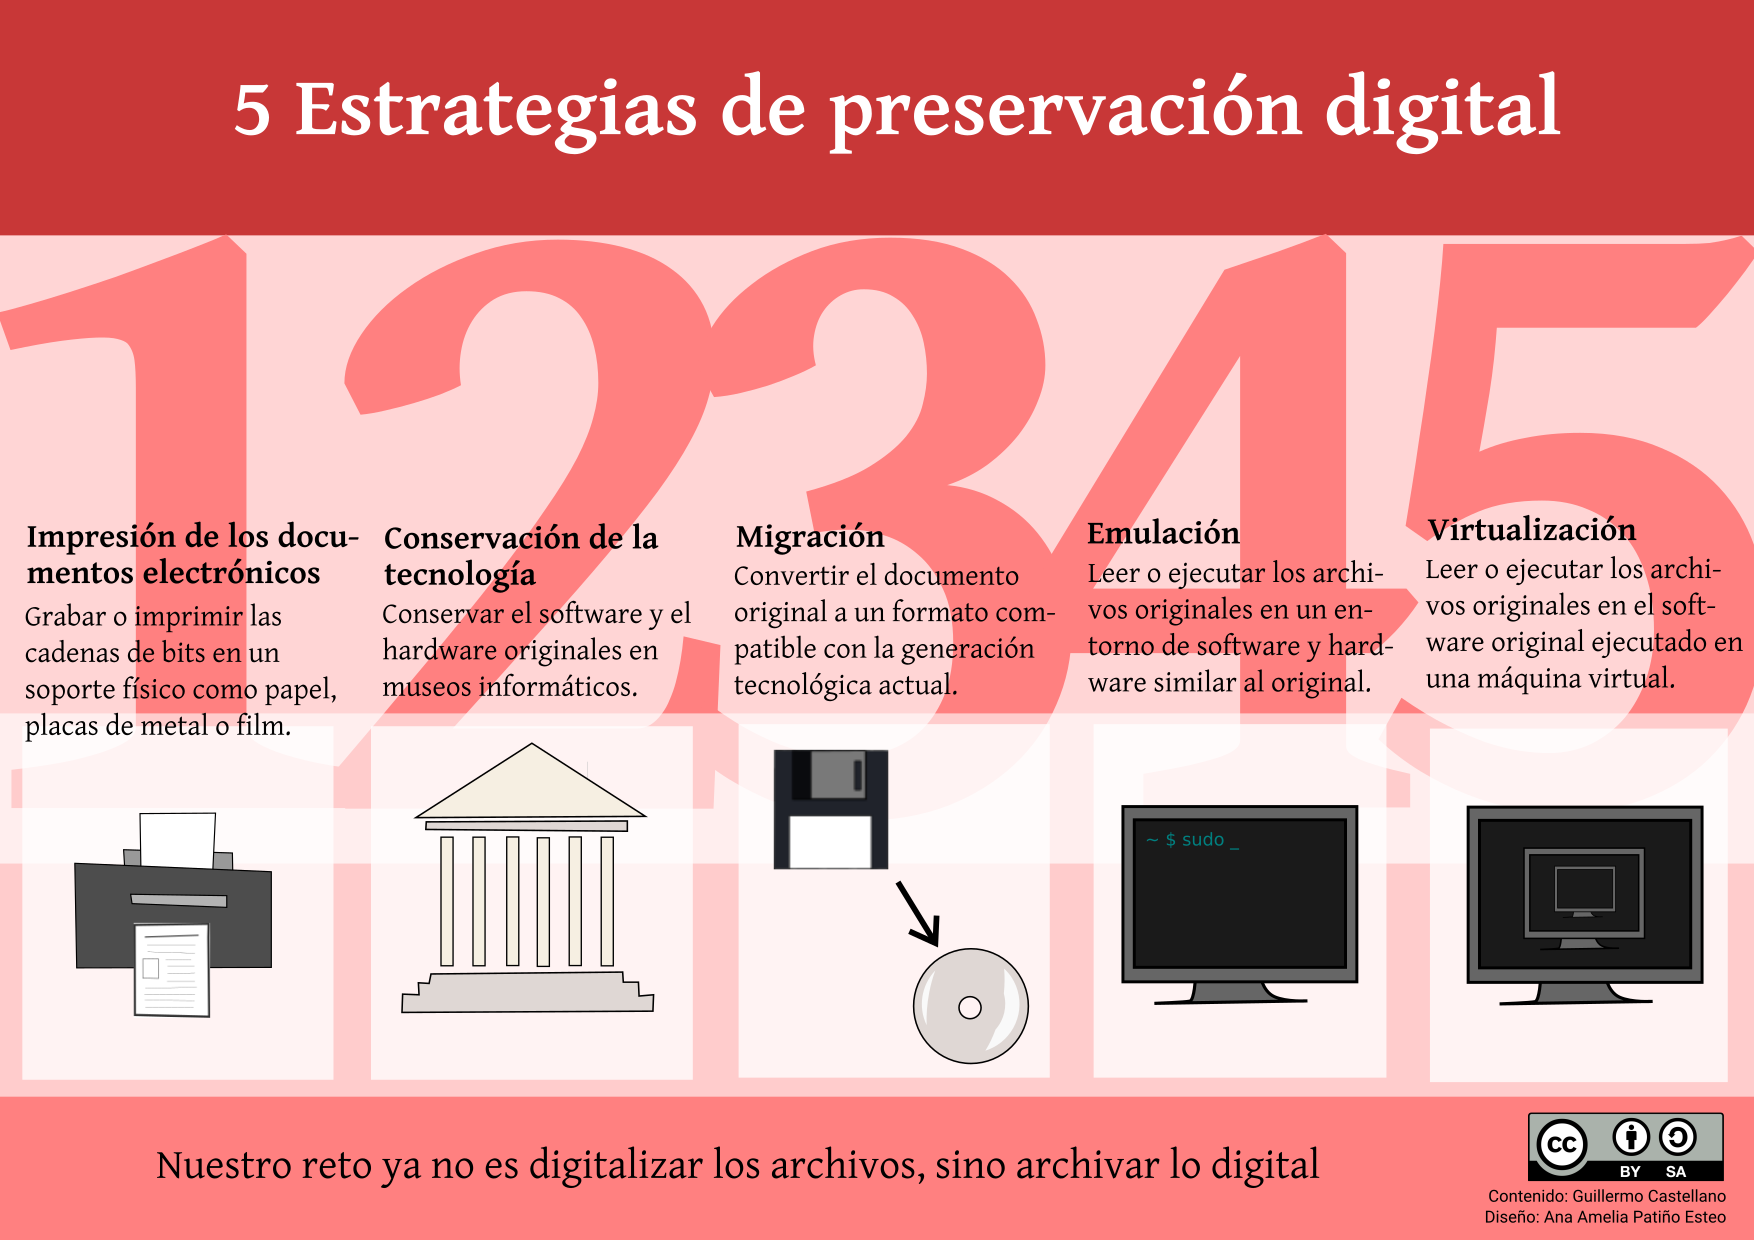 5 Estrategias de preservación digital
1 2 3 4 5
Impresión de los docu-
mentos electrónicos
Grabar o imprimir las
cadenas de bits en un
soporte físico como papel,
placas de metal o film.
Conservación de la
tecnología
Conservar el software y el
hardware originales en
museos informáticos.
Migración
Convertir el documento
original a un formato com-
patible con la generación
tecnológica actual.
Emulación
Leer o ejecutar los archi-
vos originales en un en-
torno de software y hard-
ware similar al original.
Virtualización
Leer o ejecutar los archi-
vos originales en el soft-
ware original ejecutado en
una máquina virtual.
~ $ sudo _
Nuestro reto ya no es digitalizar los archivos, sino archivar lo digital
cc
BY SA
Contenido: Guillermo Castellano
Diseño: Ana Amelia Patiño Esteo